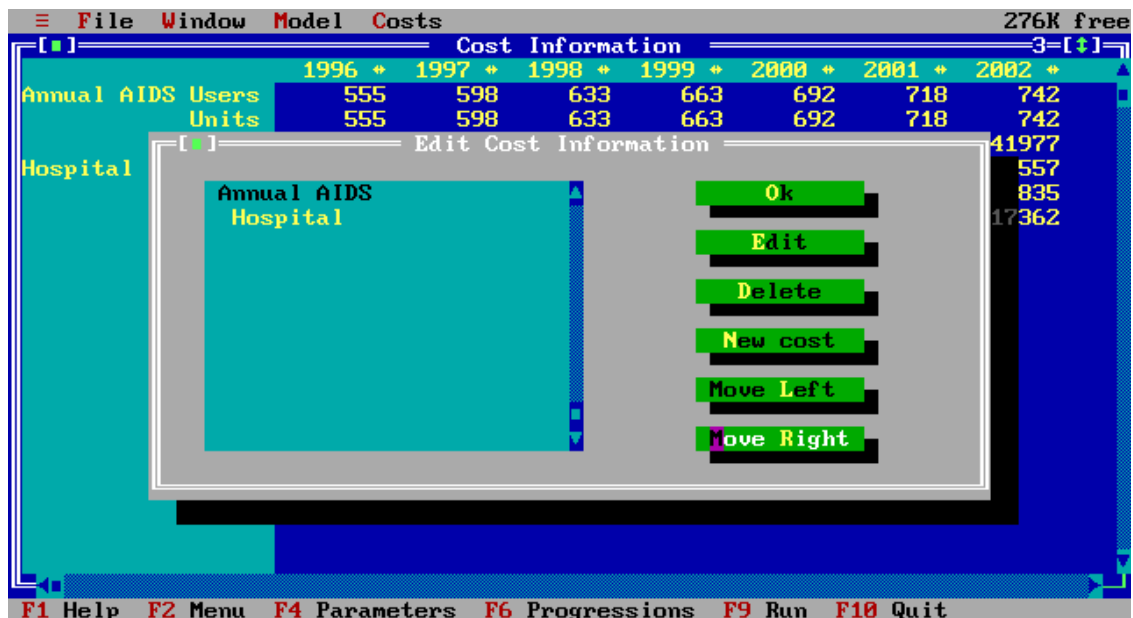 ≡ File Window Model Costs 276K free
[■] Cost Information 3=[↕]
1996 ↔ 1997 ↔ 1998 ↔ 1999 ↔ 2000 ↔ 2001 ↔ 2002 ↔
Annual AIDS Users 555 598 633 663 692 718 742
Units 555 598 633 663 692 718 742
[■] Edit Cost Information 41977
Hospital 557
Annual AIDS Ok 835
Hospital 17362
Edit
Delete
New cost
Move Left
Move Right
F1 Help F2 Menu F4 Parameters F6 Progressions F9 Run F10 Quit